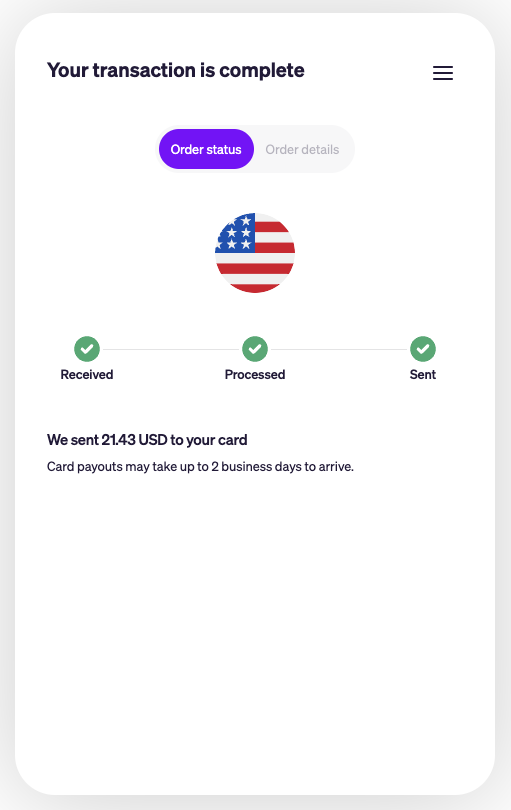 Your transaction is complete
Order status Order details
Received Processed Sent
We sent 21.43 USD to your card
Card payouts may take up to 2 business days to arrive.